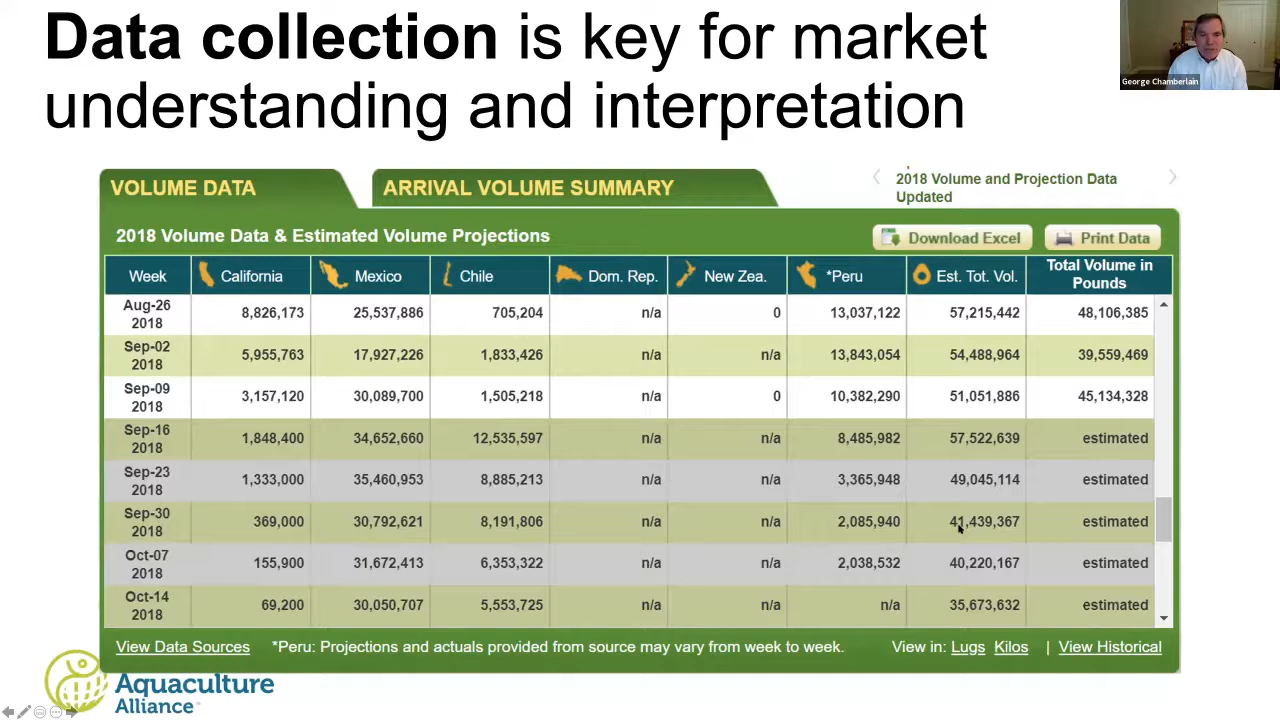 Data collection is key for market
understanding and interpretation
George Chamberlain
VOLUME DATA
ARRIVAL VOLUME SUMMARY
2018 Volume and Projection Data
Updated
2018 Volume Data & Estimated Volume Projections
Download Excel
Print Data
Week California Mexico Chile Dom. Rep. New Zea. *Peru Est. Tot. Vol. Total Volume in Pounds
Aug-26 2018 8,826,173 25,537,886 705,204 n/a 0 13,037,122 57,215,442 48,106,385
Sep-02 2018 5,955,763 17,927,226 1,833,426 n/a n/a 13,843,054 54,488,964 39,559,469
Sep-09 2018 3,157,120 30,089,700 1,505,218 n/a 0 10,382,290 51,051,886 45,134,328
Sep-16 2018 1,848,400 34,652,660 12,535,597 n/a n/a 8,485,982 57,522,639 estimated
Sep-23 2018 1,333,000 35,460,953 8,885,213 n/a n/a 3,365,948 49,045,114 estimated
Sep-30 2018 369,000 30,792,621 8,191,806 n/a n/a 2,085,940 41,439,367 estimated
Oct-07 2018 155,900 31,672,413 6,353,322 n/a n/a 2,038,532 40,220,167 estimated
Oct-14 2018 69,200 30,050,707 5,553,725 n/a n/a n/a 35,673,632 estimated
View Data Sources *Peru: Projections and actuals provided from source may vary from week to week. View in: Lugs Kilos | View Historical
Aquaculture
Alliance